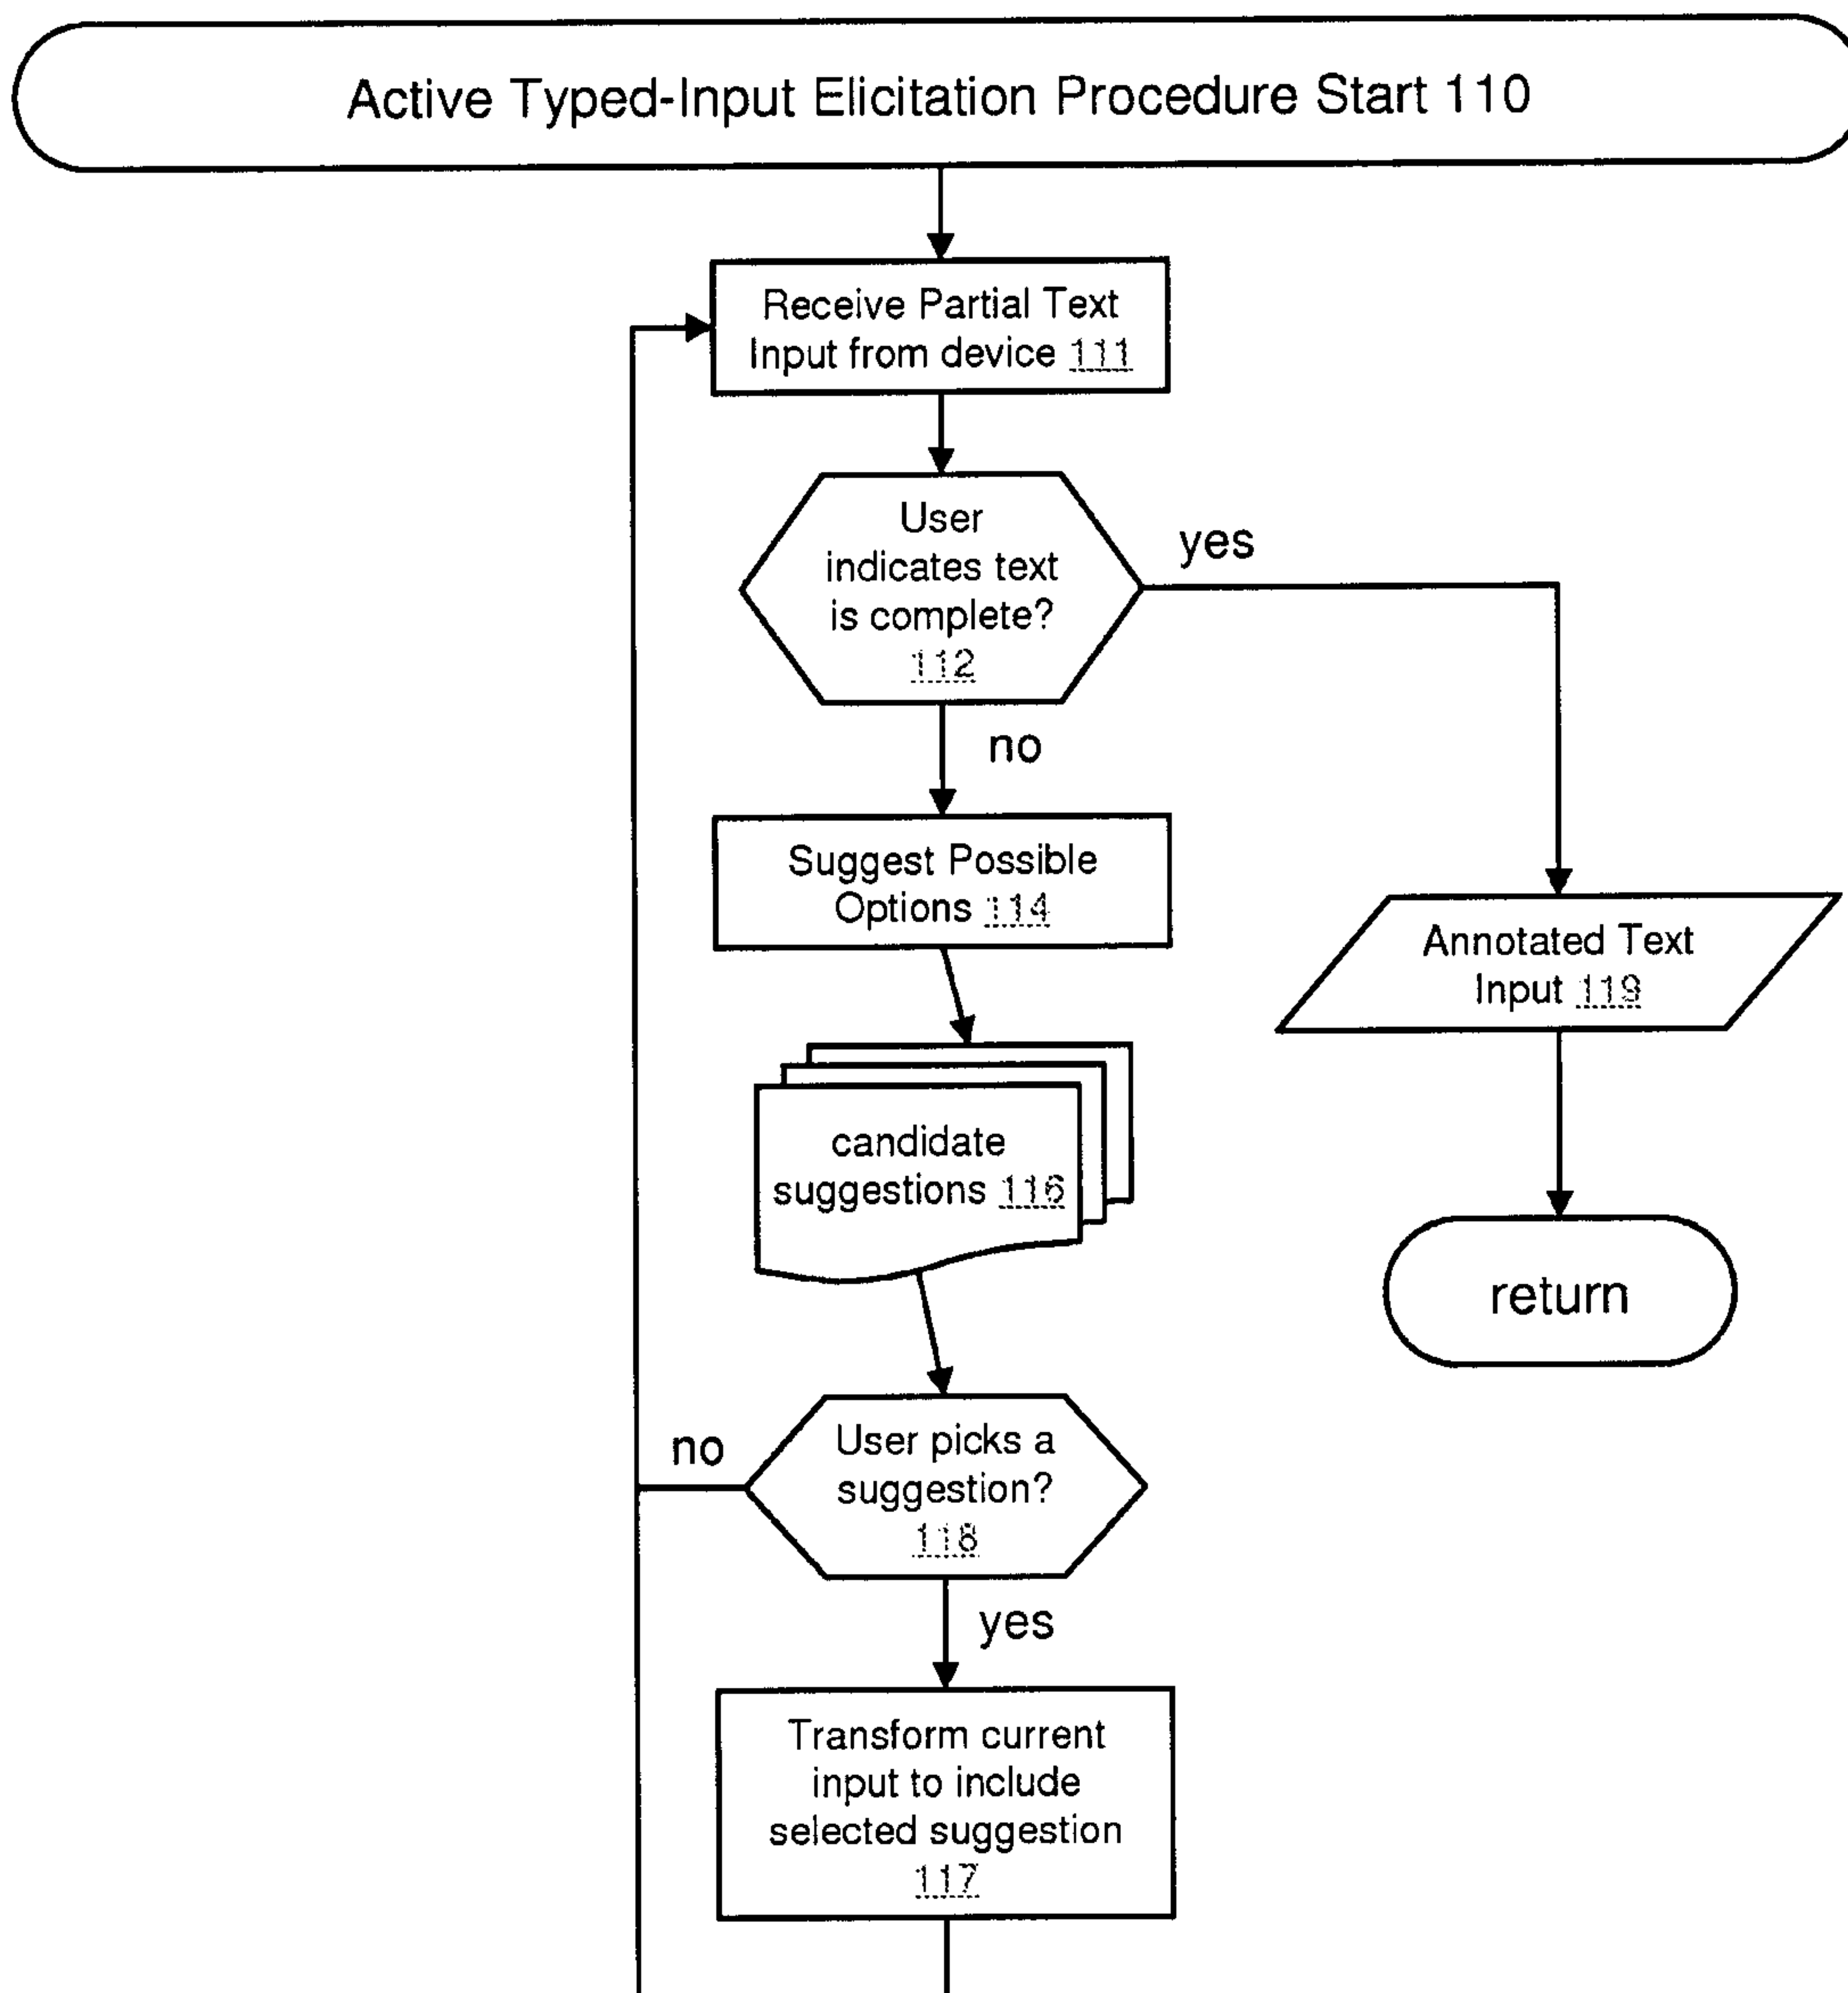 Active Typed-Input Elicitation Procedure Start 110
Receive Partial Text
Input from device 111
User
indicates text
is complete?
112
yes
no
Suggest Possible
Options 114
Annotated Text
Input 119
candidate
suggestions 116
return
User picks a
suggestion?
118
no
yes
Transform current
input to include
selected suggestion
117